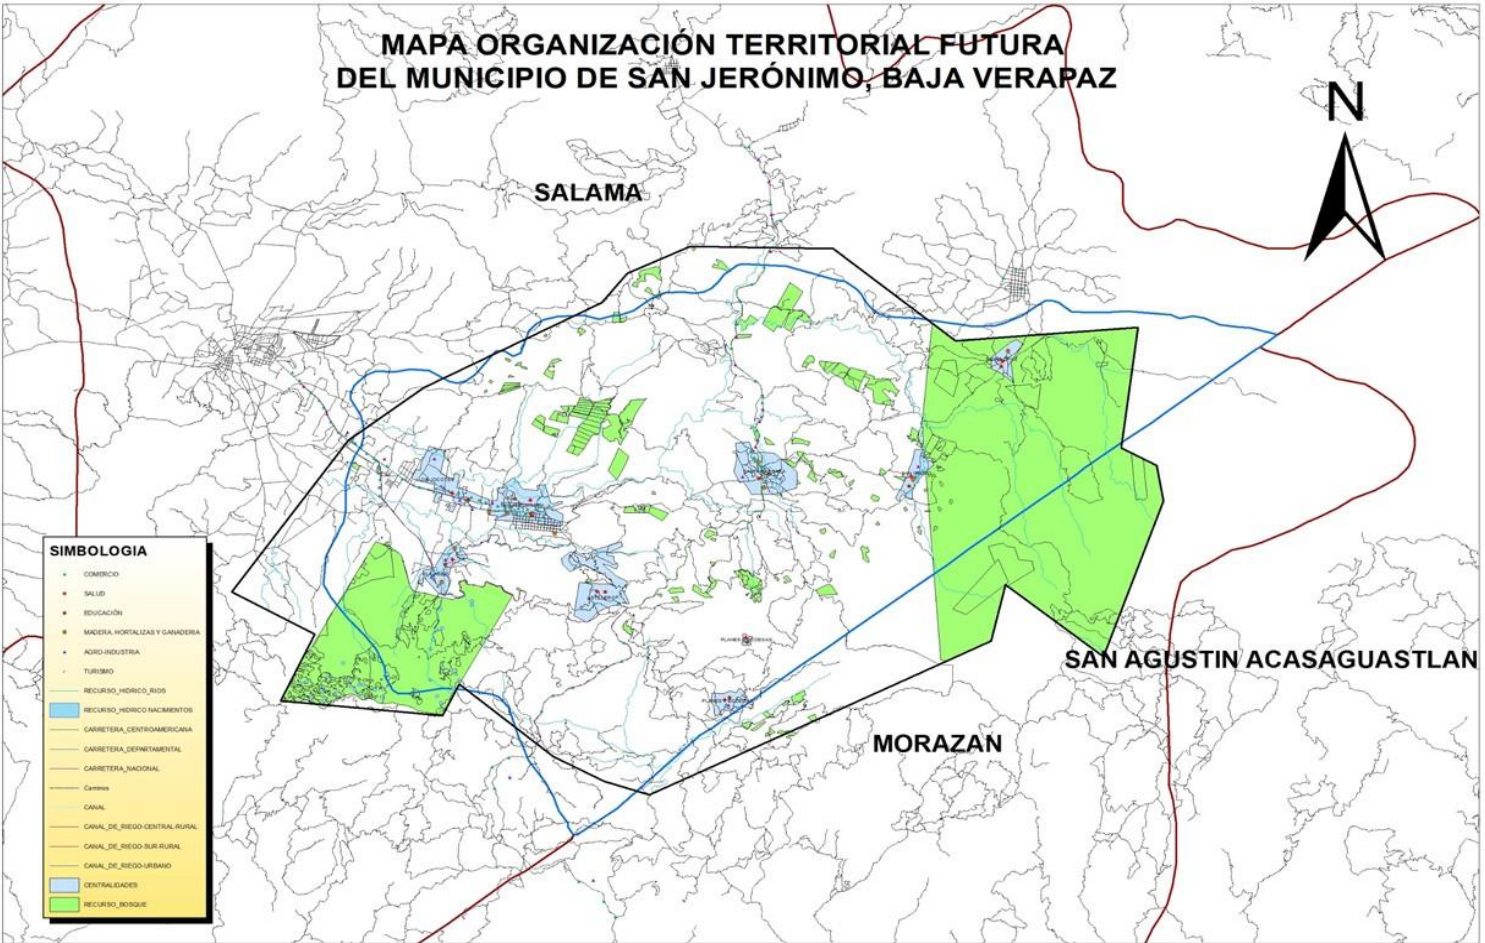 MAPA ORGANIZACIÓN TERRITORIAL FUTURA
DEL MUNICIPIO DE SAN JERÓNIMO, BAJA VERAPAZ
N
SALAMA
SAN AGUSTIN ACASAGUASTLAN
MORAZAN
SIMBOLOGIA
COMERCIO
SALUD
EDUCACIÓN
MADERA, HORTALIZAS Y GANADERIA
AGRO-INDUSTRIA
TURISMO
RECURSO_HIDRICO_RIOS
RECURSO_HIDRICO NACIMIENTOS
CARRETERA_CENTROAMERICANA
CARRETERA_DEPARTAMENTAL
CARRETERA_NACIONAL
Caminos
CANAL
CANAL_DE_RIEGO-CENTRAL-RURAL
CANAL_DE_RIEGO-SUR-RURAL
CANAL_DE_RIEGO-URBANO
CENTRALIDADES
RECURSO_BOSQUE